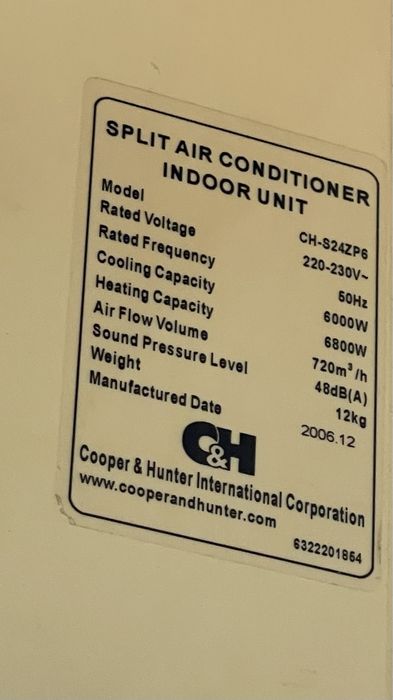 SPLIT AIR CONDITIONER
INDOOR UNIT
Model CH-S24ZP6
Rated Voltage 220-230V~
Rated Frequency 50Hz
Cooling Capacity 6000W
Heating Capacity 6800W
Air Flow Volume 720m³/h
Sound Pressure Level 48dB(A)
Weight 12kg
Manufactured Date 2006.12
C&H
Cooper & Hunter International Corporation
www.cooperandhunter.com
6322201864